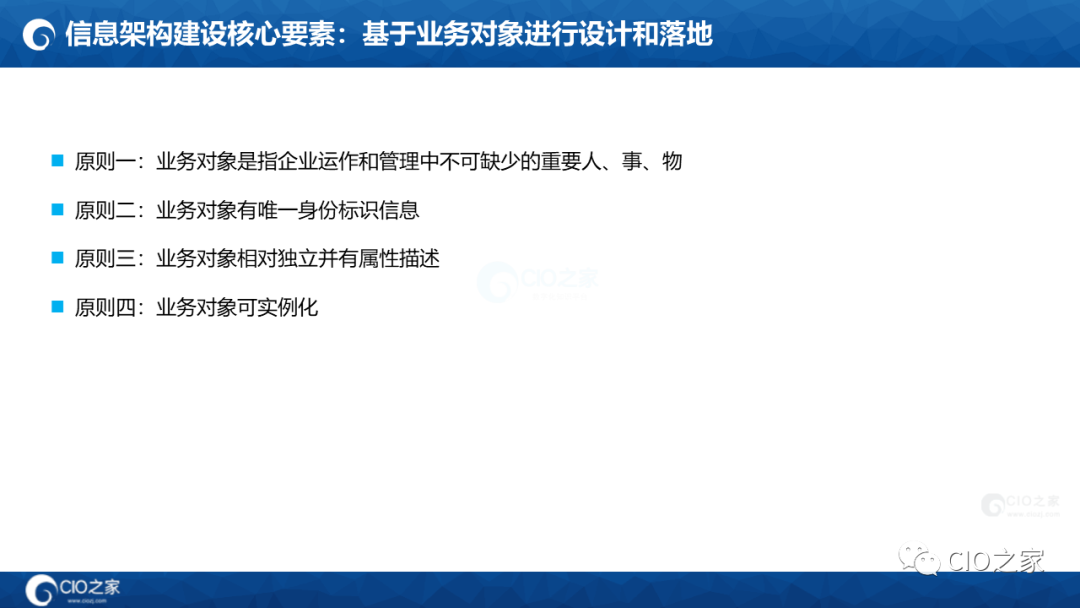 信息架构建设核心要素：基于业务对象进行设计和落地
原则一：业务对象是指企业运作和管理中不可缺少的重要人、事、物
原则二：业务对象有唯一身份标识信息
原则三：业务对象相对独立并有属性描述
CIO之家
原则四：业务对象可实例化
CIO之家
www.ciozj.com
CIO之家
CIO之家
www.ciozj.com